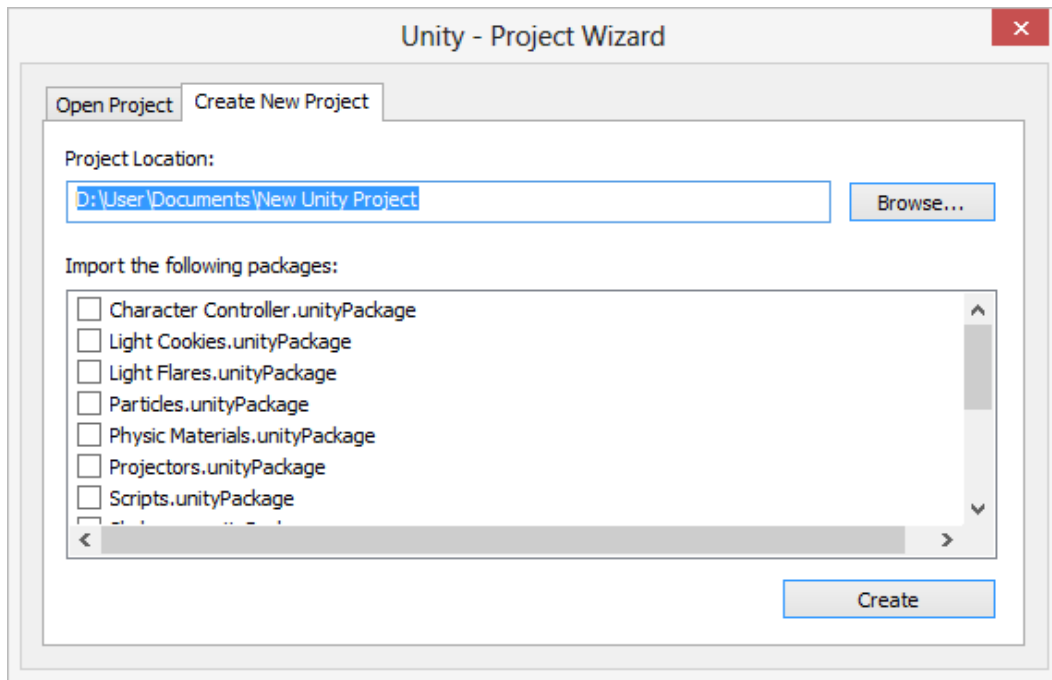 Unity - Project Wizard
Open Project
Create New Project
Project Location:
D:\User\Documents\New Unity Project
Browse...
Import the following packages:
Character Controller.unityPackage
Light Cookies.unityPackage
Light Flares.unityPackage
Particles.unityPackage
Physic Materials.unityPackage
Projectors.unityPackage
Scripts.unityPackage
Create